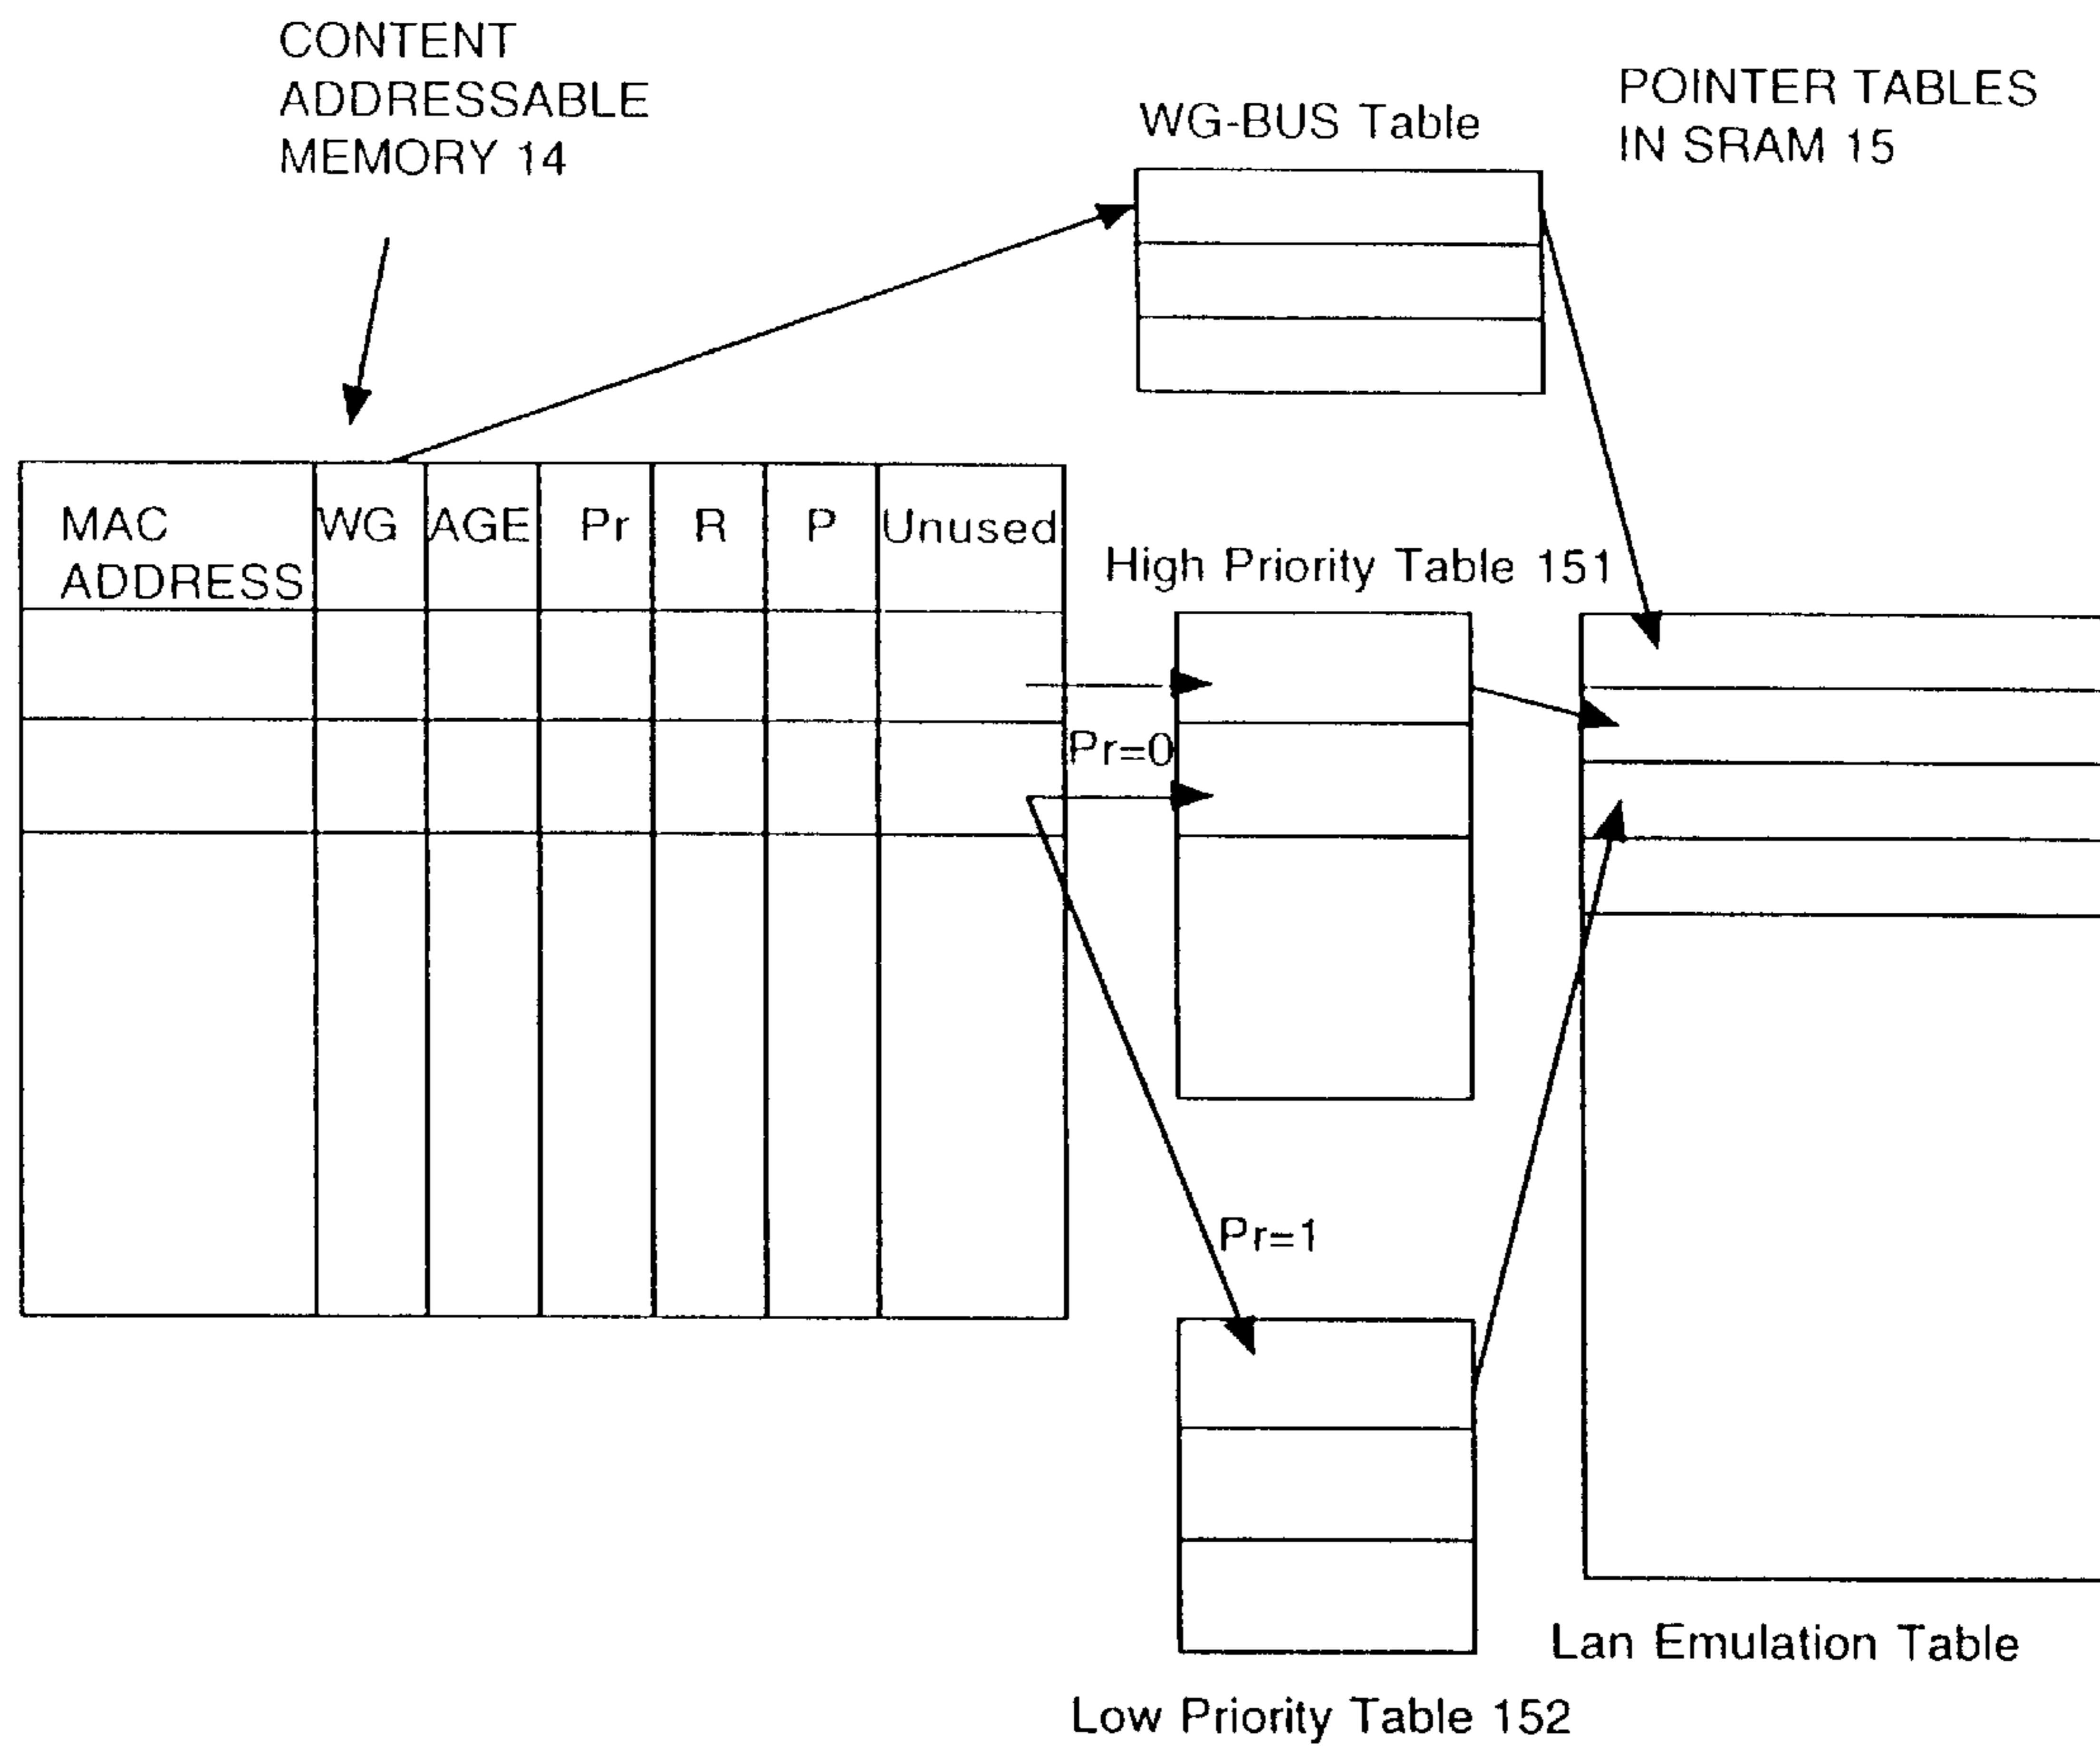 CONTENT
ADDRESSABLE
MEMORY 14
WG-BUS Table
POINTER TABLES
IN SRAM 15
MAC
ADDRESS
WG
AGE
Pr
R
P
Unused
High Priority Table 151
Pr=0
Pr=1
Lan Emulation Table
Low Priority Table 152